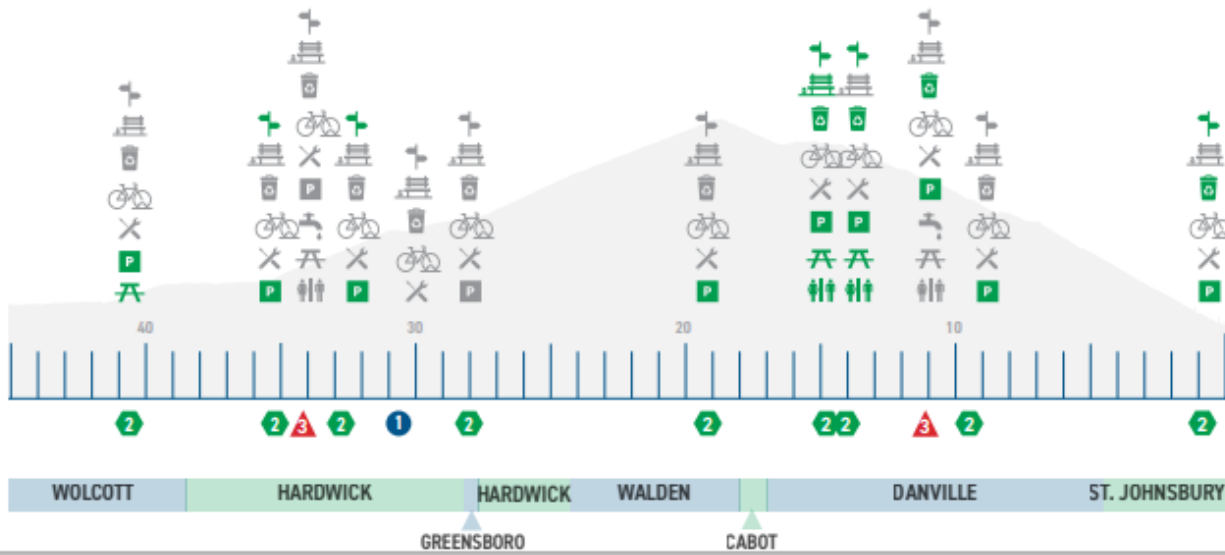 P P
P P
P
P P P P P P
40 30 20 10
2 2 3 2 1 2 2 2 2 3 2 2
WOLCOTT HARDWICK HARDWICK WALDEN DANVILLE ST. JOHNSBURY
GREENSBORO CABOT